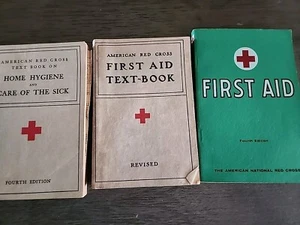 AMERICAN RED CROSS
TEXT BOOK ON
HOME HYGIENE
AND
CARE OF THE SICK
FOURTH EDITION
AMERICAN RED CROSS
FIRST AID
TEXT-BOOK
REVISED
FIRST AID
Fourth Edition
THE AMERICAN NATIONAL RED CROSS